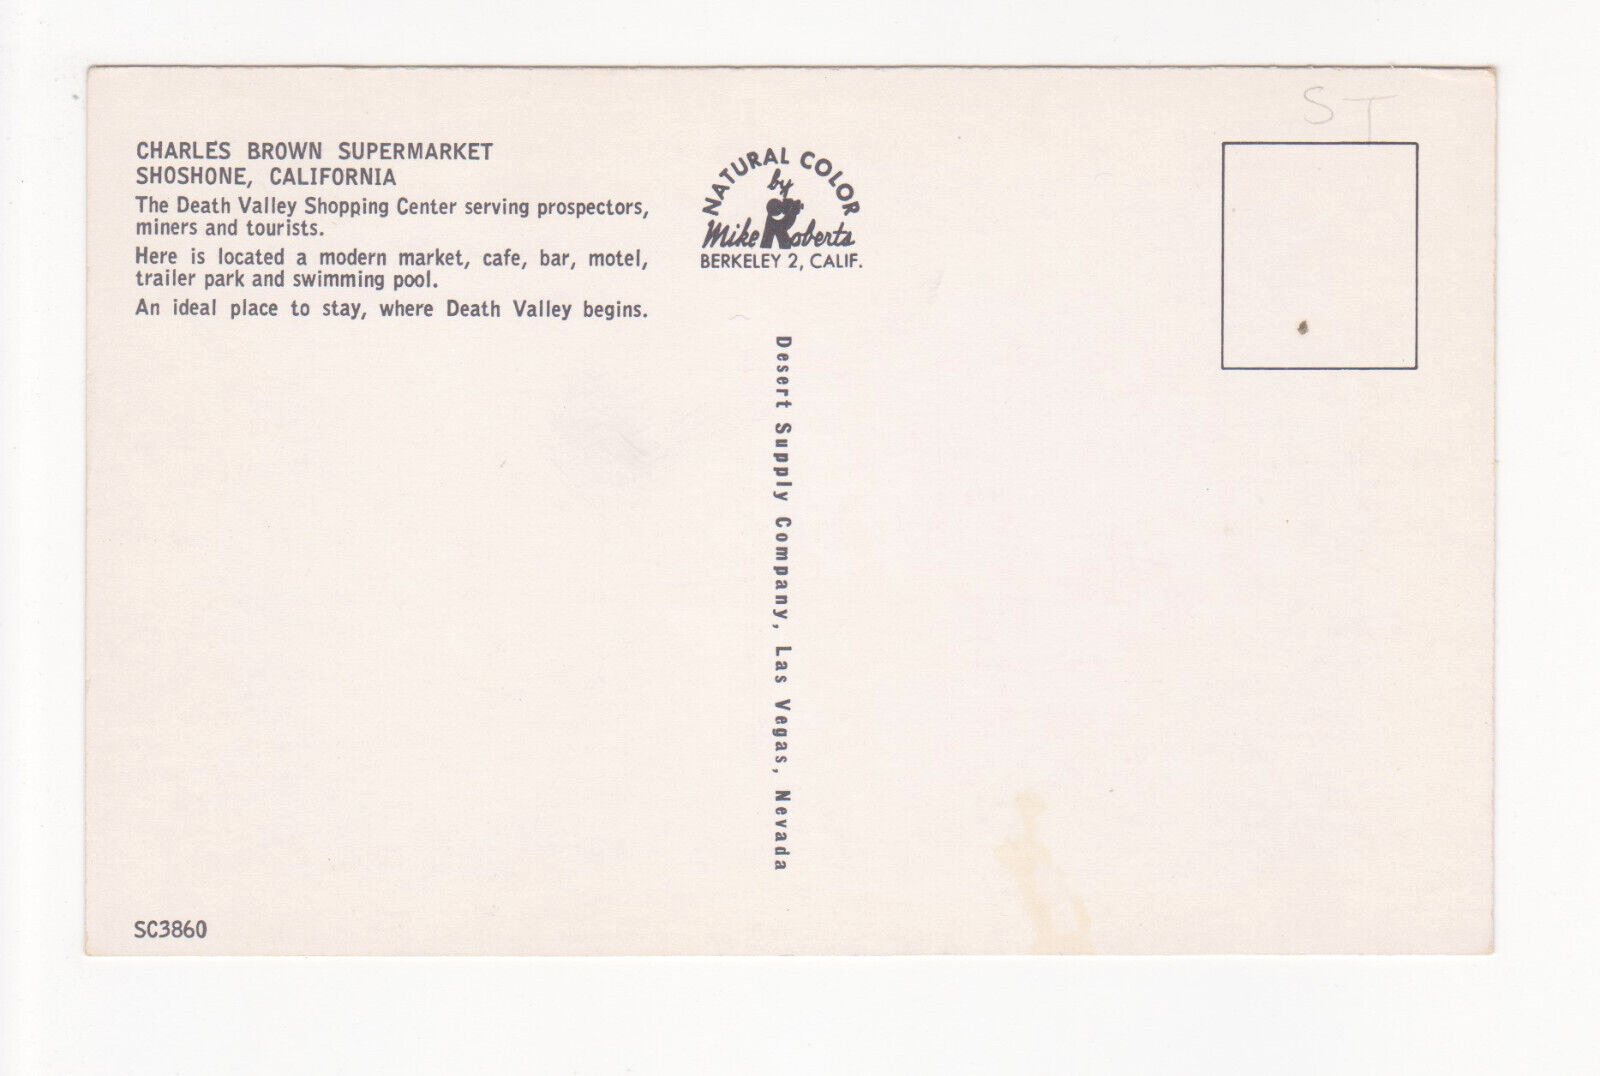 CHARLES BROWN SUPERMARKET
SHOSHONE, CALIFORNIA
The Death Valley Shopping Center serving prospectors,
miners and tourists.
Here is located a modern market, cafe, bar, motel,
trailer park and swimming pool.
An ideal place to stay, where Death Valley begins.
NATURAL COLOR
by
Mike Roberts
BERKELEY 2, CALIF.
ST
Desert Supply Company, Las Vegas, Nevada
SC3860